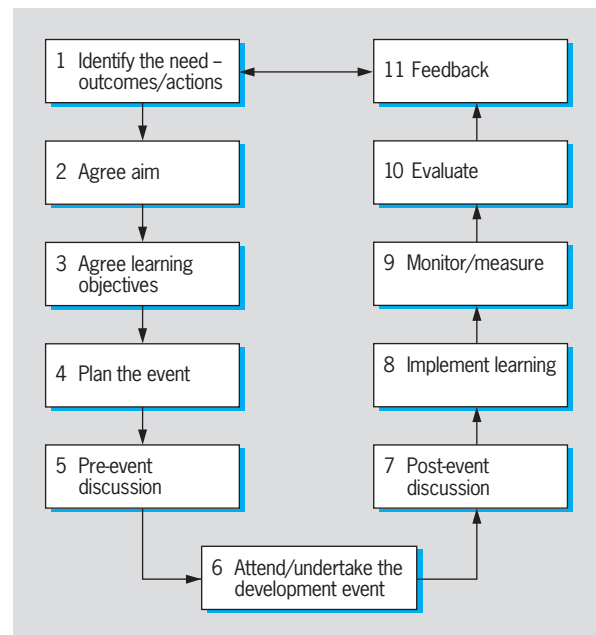 1 Identify the need –
outcomes/actions
2 Agree aim
3 Agree learning
objectives
4 Plan the event
5 Pre-event
discussion
6 Attend/undertake the
development event
7 Post-event
discussion
8 Implement learning
9 Monitor/measure
10 Evaluate
11 Feedback